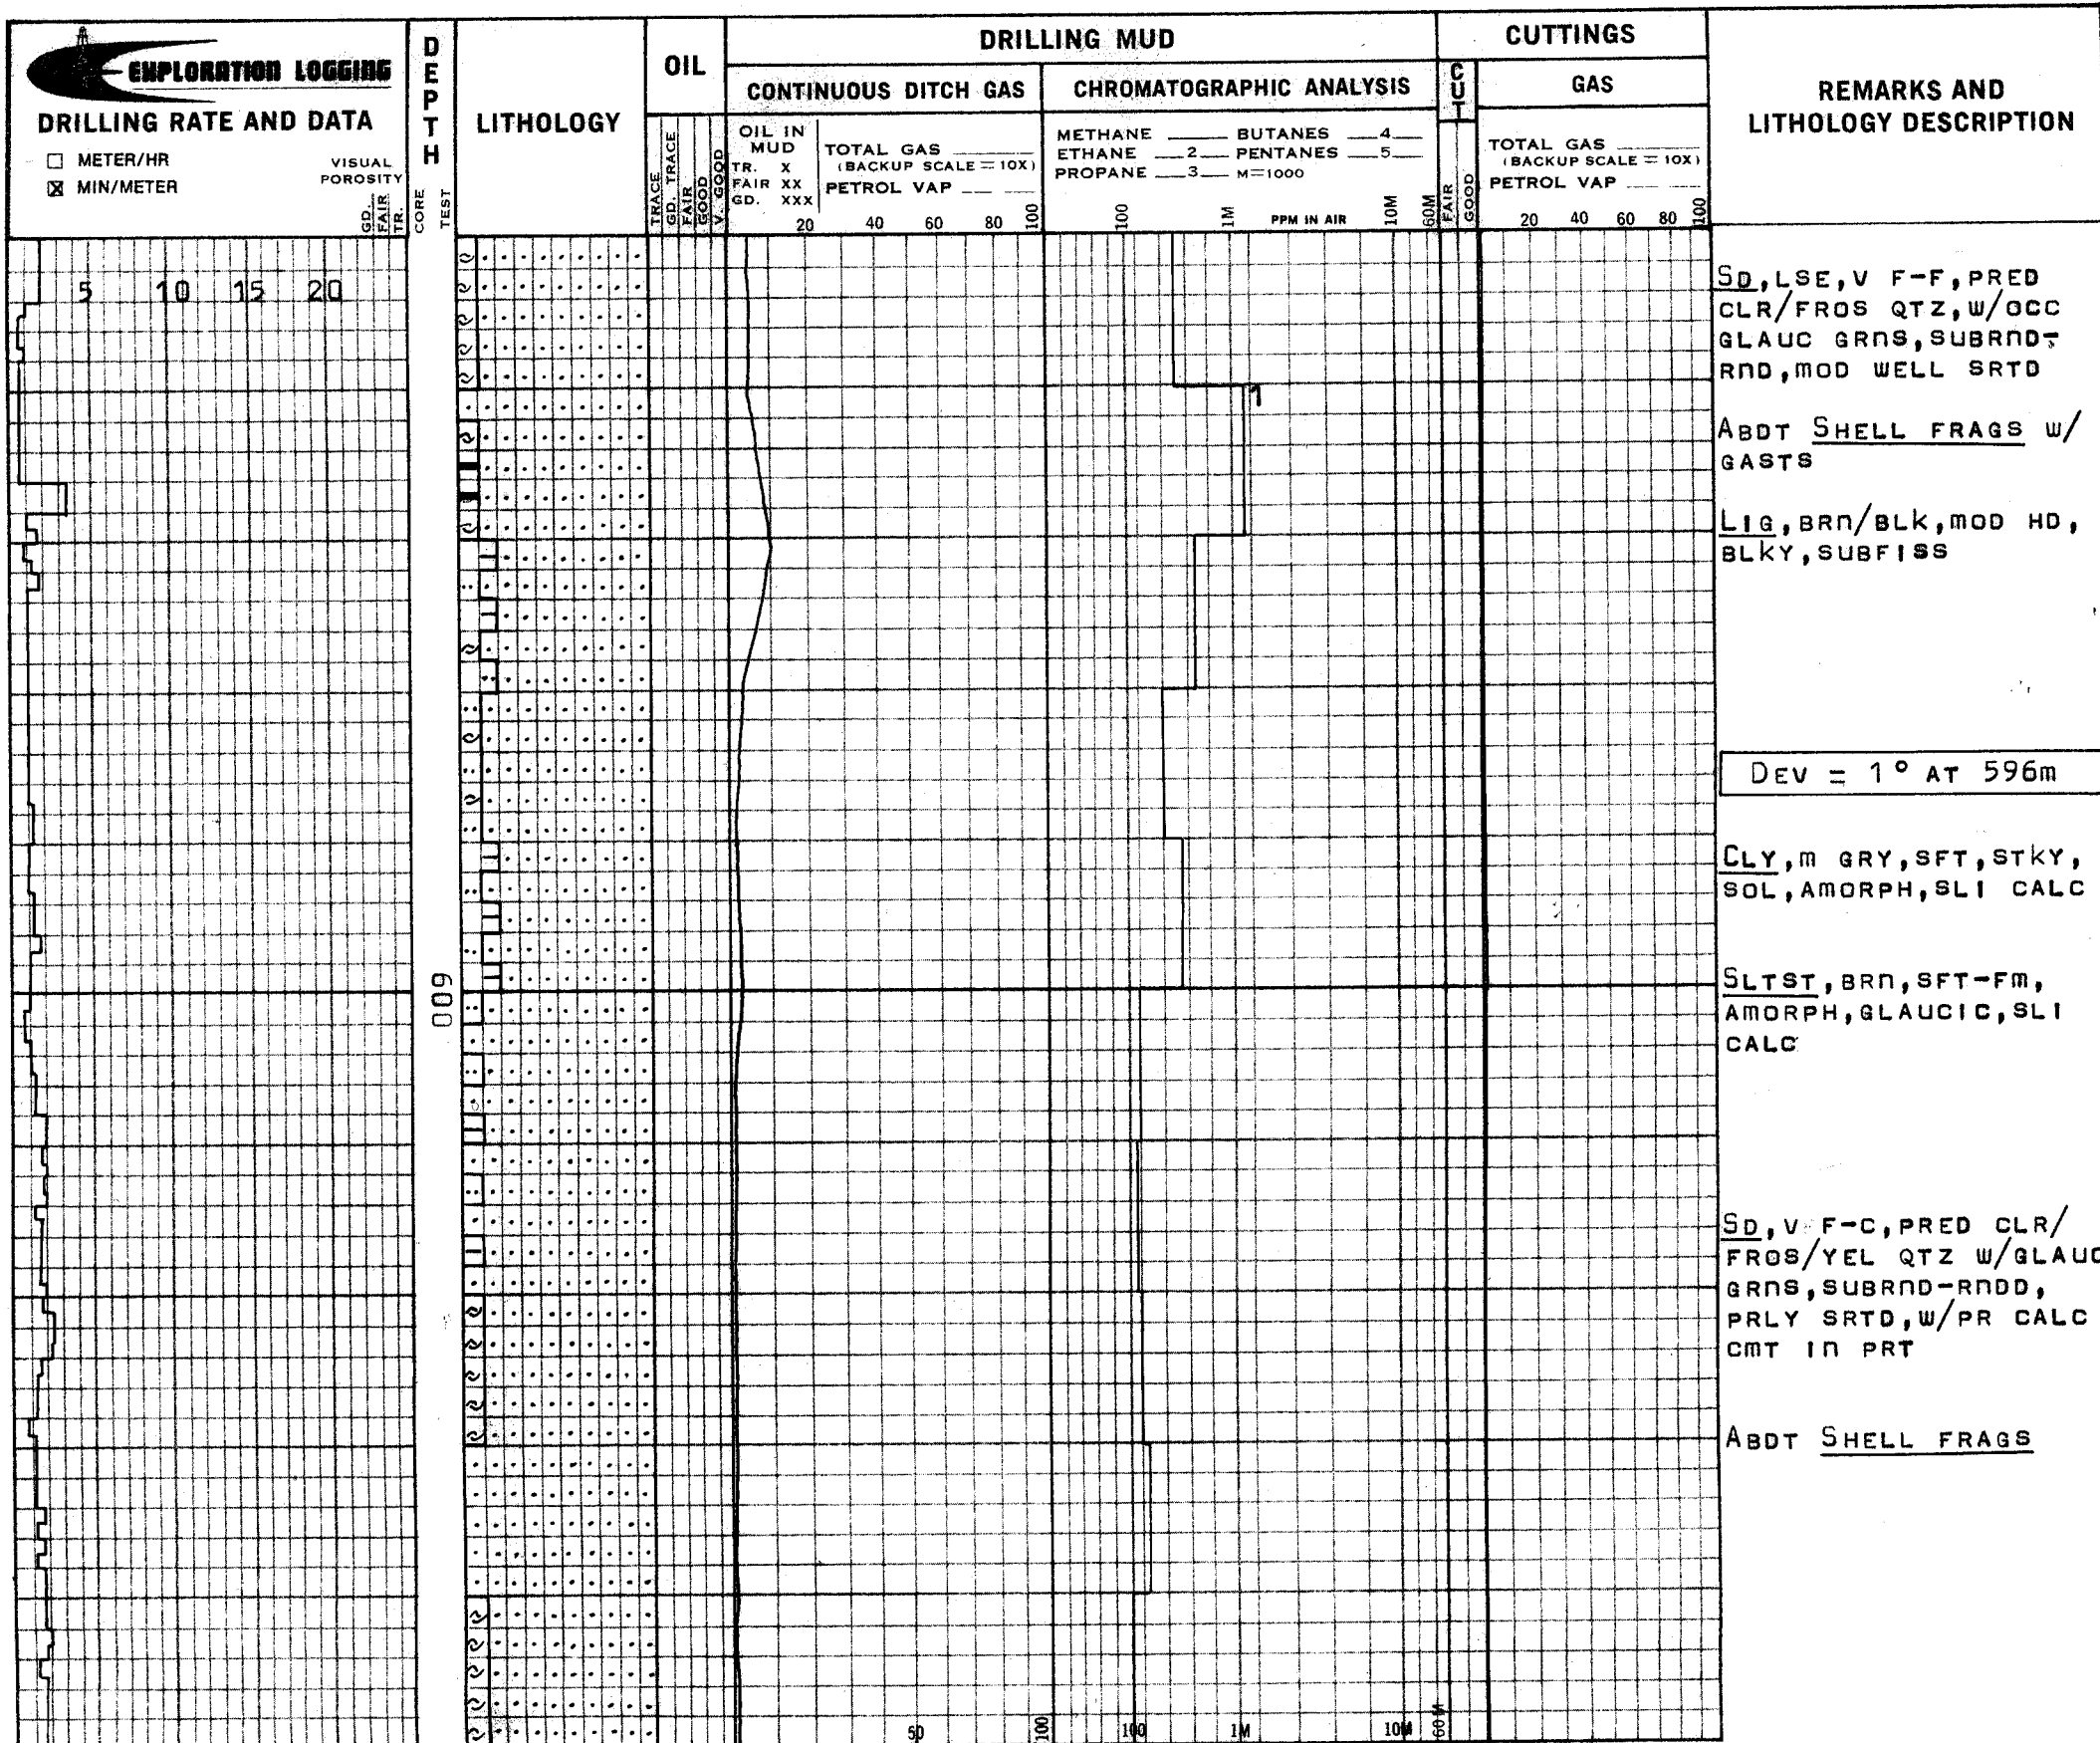 EXPLORATION LOGGING
DRILLING RATE AND DATA
☐ METER/HR
☒ MIN/METER
VISUAL
POROSITY
GD.
FAIR
TR.
DEPTH
CORE
TEST
LITHOLOGY
OIL
TRACE
GD. TRACE
FAIR
GOOD
V. GOOD
DRILLING MUD
CONTINUOUS DITCH GAS
OIL IN
MUD
TR. X
FAIR XX
GD. XXX
TOTAL GAS
(BACKUP SCALE = 10X)
PETROL VAP
20 40 60 80 100
CHROMATOGRAPHIC ANALYSIS
METHANE BUTANES 4
ETHANE 2 PENTANES 5
PROPANE 3 M=1000
100 1M PPM IN AIR 10M 60M
CUTTINGS
CUT
FAIR
GOOD
GAS
TOTAL GAS
(BACKUP SCALE = 10X)
PETROL VAP
20 40 60 80 100
REMARKS AND
LITHOLOGY DESCRIPTION
5 10 15 20
1
600
SD, LSE, V F-F, PRED
CLR/FROS QTZ, W/OCC
GLAUC GRNS, SUBRND-
RND, MOD WELL SRTD
ABDT SHELL FRAGS W/
GASTS
LIG, BRN/BLK, MOD HD,
BLKY, SUBFISS
DEV = 1° AT 596m
CLY, M GRY, SFT, STKY,
SOL, AMORPH, SLI CALC
SLTST, BRN, SFT-FM,
AMORPH, GLAUCIC, SLI
CALC
SD, V F-C, PRED CLR/
FROS/YEL QTZ W/GLAUC
GRNS, SUBRND-RNDD,
PRLY SRTD, W/PR CALC
CMT IN PRT
ABDT SHELL FRAGS
50 100 100 1M 10M 60M